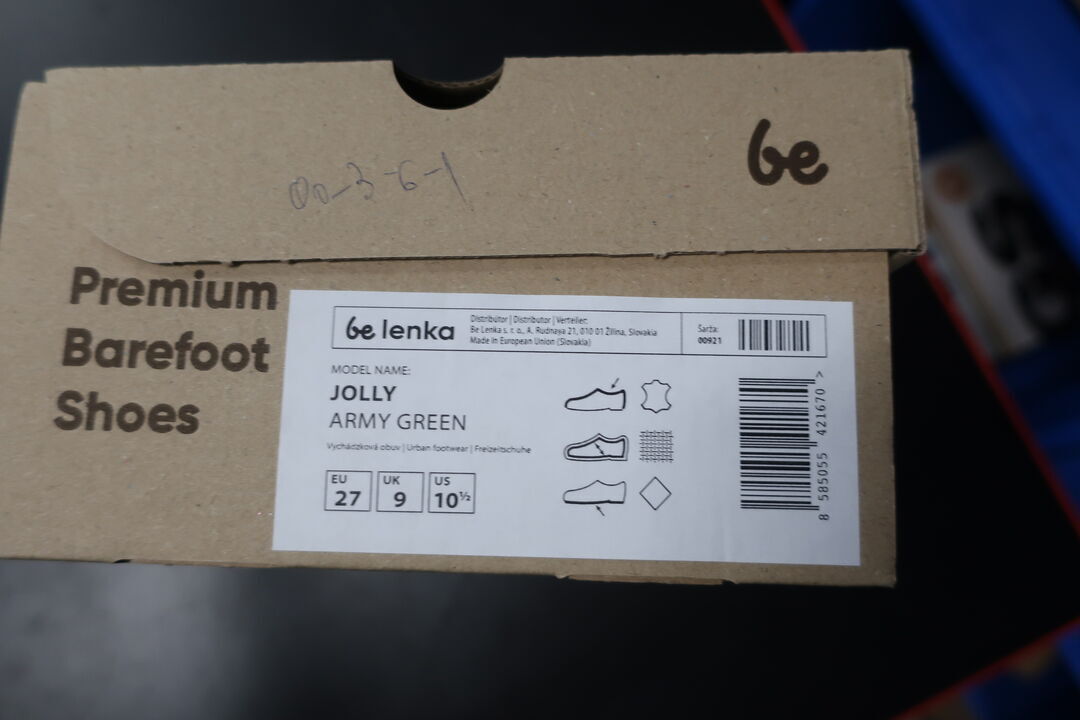 be
00-3-6-1
Premium
Barefoot
Shoes
be lenka
Distribútor | Distributor | Verteiler:
Be Lenka s. r. o., A. Rudnaya 21, 010 01 Žilina, Slovakia
Made in European Union (Slovakia)
Šarža:
00921
MODEL NAME:
JOLLY
ARMY GREEN
Vychádzková obuv | Urban footwear | Freizeitschuhe
EU
27
UK
9
US
10½
8 585055 421670 >